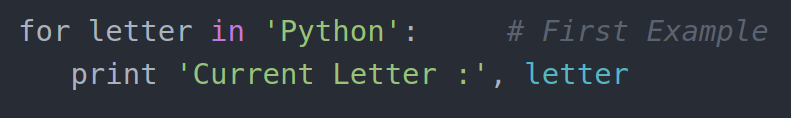 for letter in 'Python':     # First Example
   print 'Current Letter :', letter